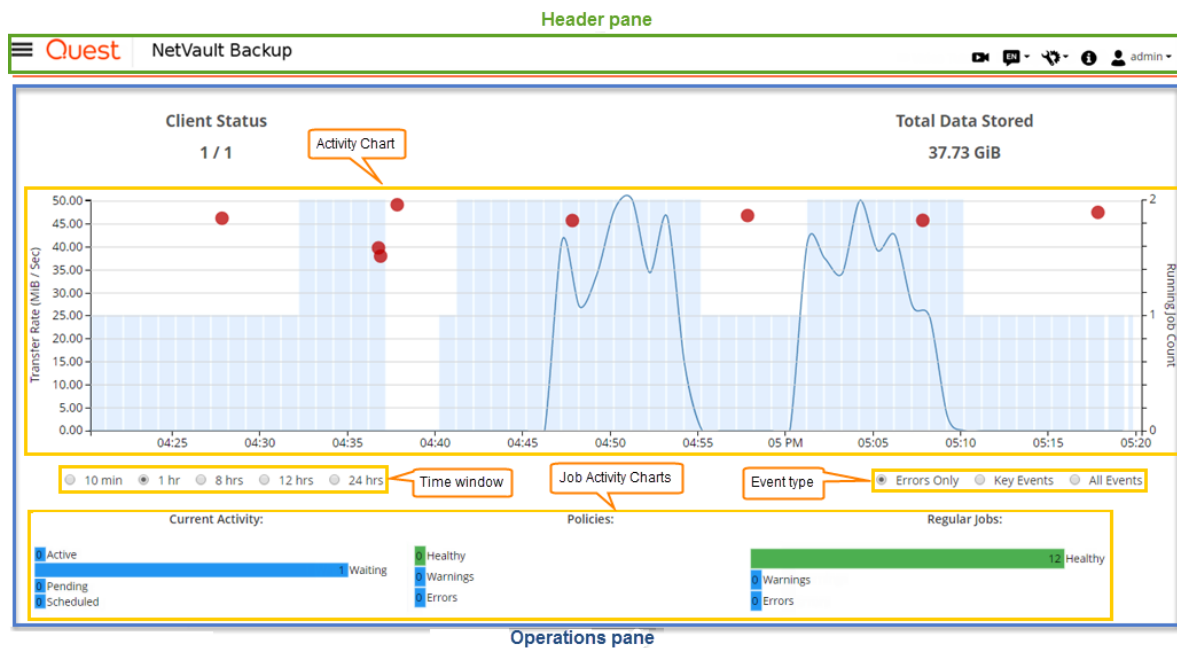 Header pane
Quest NetVault Backup
EN
admin
Client Status
1 / 1
Total Data Stored
37.73 GiB
Activity Chart
Transfer Rate (MiB / Sec)
50.00
45.00
40.00
35.00
30.00
25.00
20.00
15.00
10.00
5.00
0.00
2
1
0
Running Job Count
04:25 04:30 04:35 04:40 04:45 04:50 04:55 05 PM 05:05 05:10 05:15 05:20
10 min 1 hr 8 hrs 12 hrs 24 hrs
Time window
Job Activity Charts
Event type
Errors Only Key Events All Events
Current Activity:
0 Active
1 Waiting
0 Pending
0 Scheduled
Policies:
0 Healthy
0 Warnings
0 Errors
Regular Jobs:
12 Healthy
0 Warnings
0 Errors
Operations pane